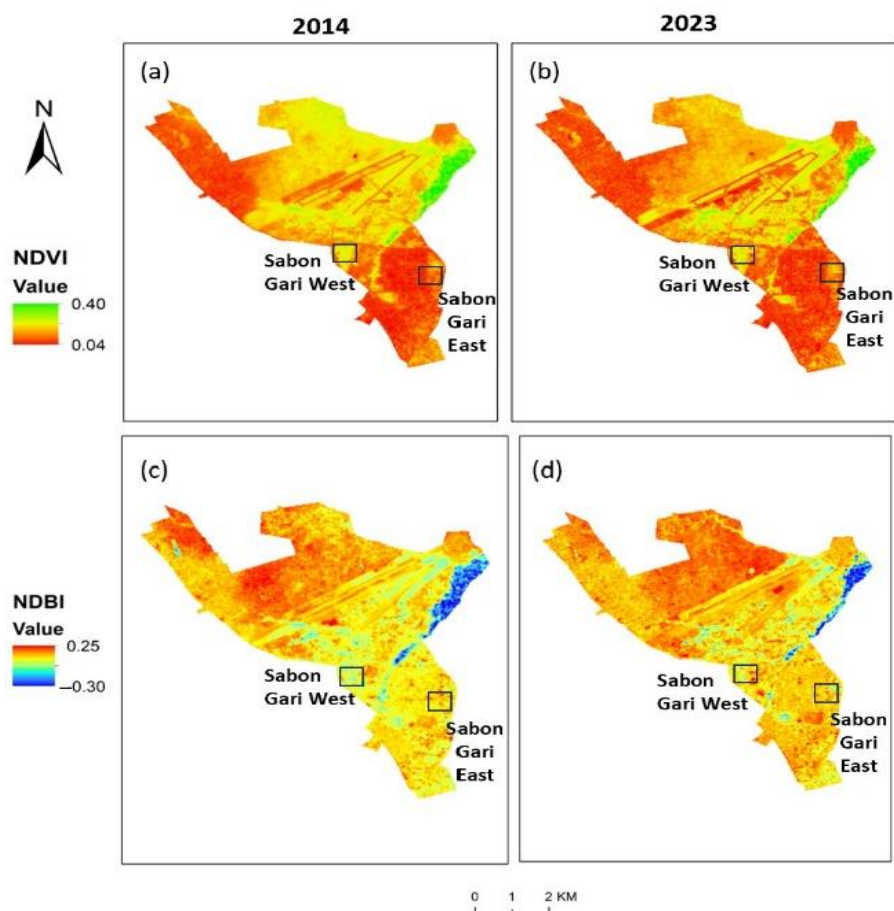 2014
2023
(a)
(b)
N
NDVI
Value
0.40
0.04
Sabon
Gari West
Sabon
Gari
East
Sabon
Gari West
Sabon
Gari
East
(c)
(d)
NDBI
Value
0.25
−0.30
Sabon
Gari West
Sabon
Gari
East
Sabon
Gari West
Sabon
Gari
East
0 1 2 KM